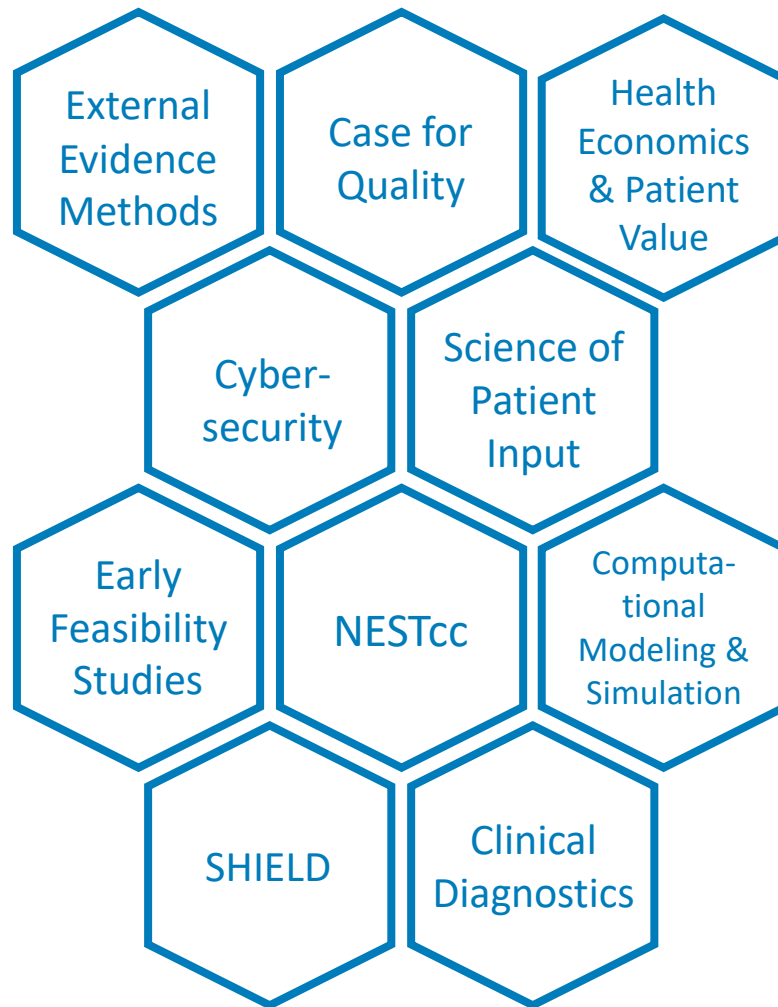 External
Evidence
Methods
Case for
Quality
Health
Economics
& Patient
Value
Cyber-
security
Science of
Patient
Input
Early
Feasibility
Studies
NESTcc
Computa-
tional
Modeling &
Simulation
SHIELD
Clinical
Diagnostics